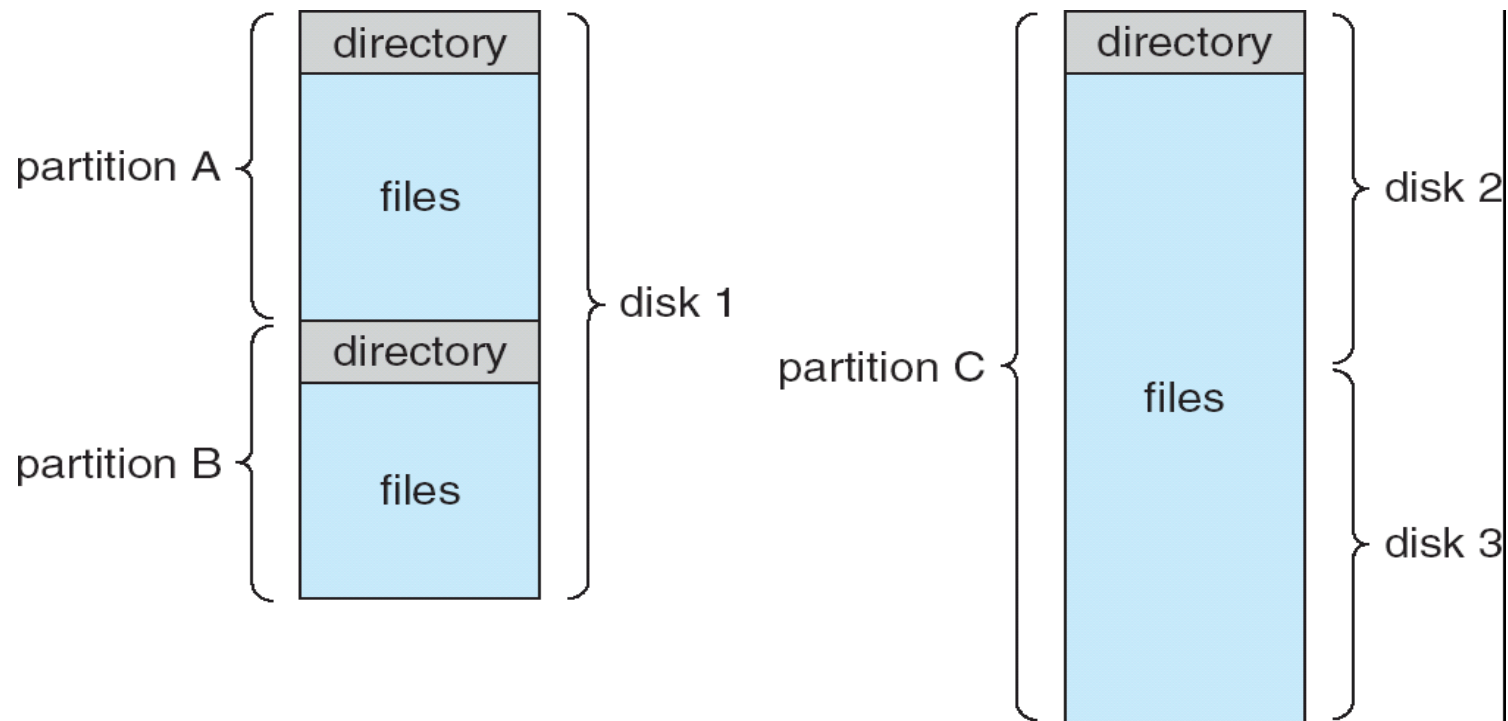 directory
partition A
files
disk 1
directory
partition B
files
directory
disk 2
partition C
files
disk 3